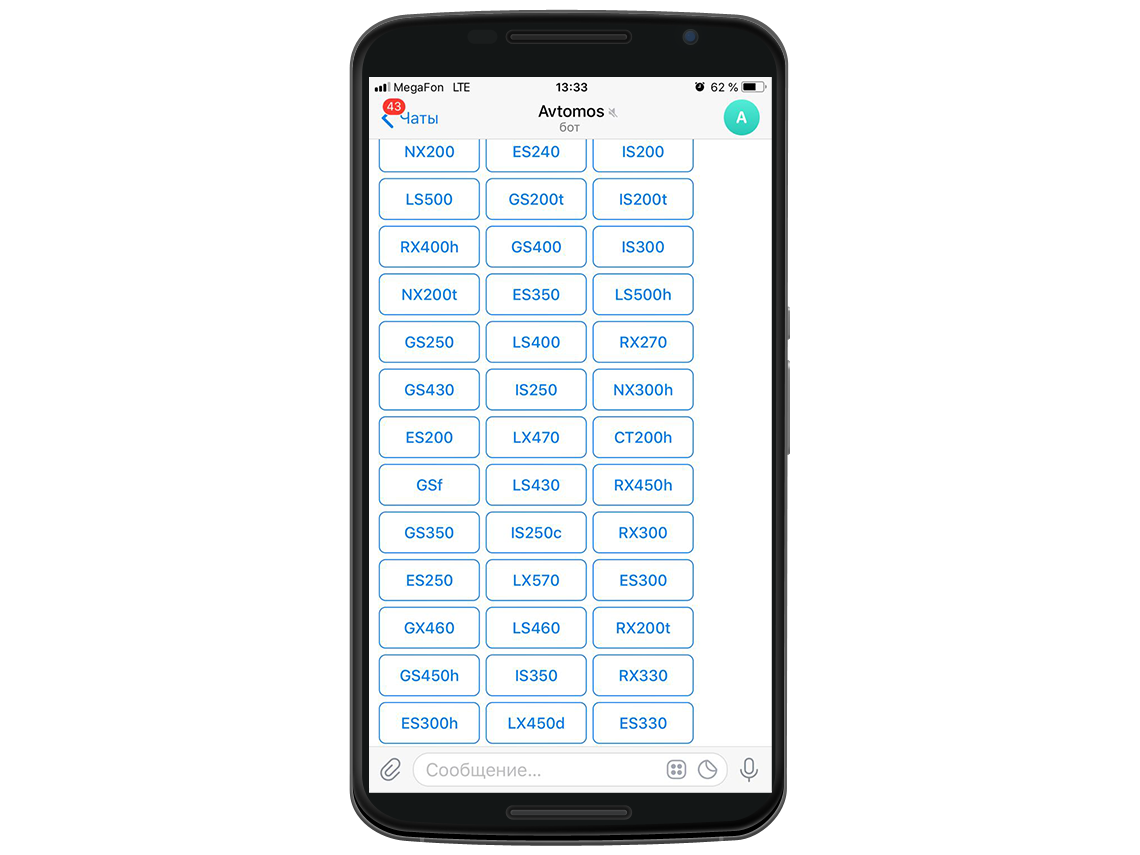 MegaFon LTE 13:33 62 %
43
Чаты Avtomos A
бот
NX200 ES240 IS200
LS500 GS200t IS200t
RX400h GS400 IS300
NX200t ES350 LS500h
GS250 LS400 RX270
GS430 IS250 NX300h
ES200 LX470 CT200h
GSf LS430 RX450h
GS350 IS250c RX300
ES250 LX570 ES300
GX460 LS460 RX200t
GS450h IS350 RX330
ES300h LX450d ES330
Сообщение...